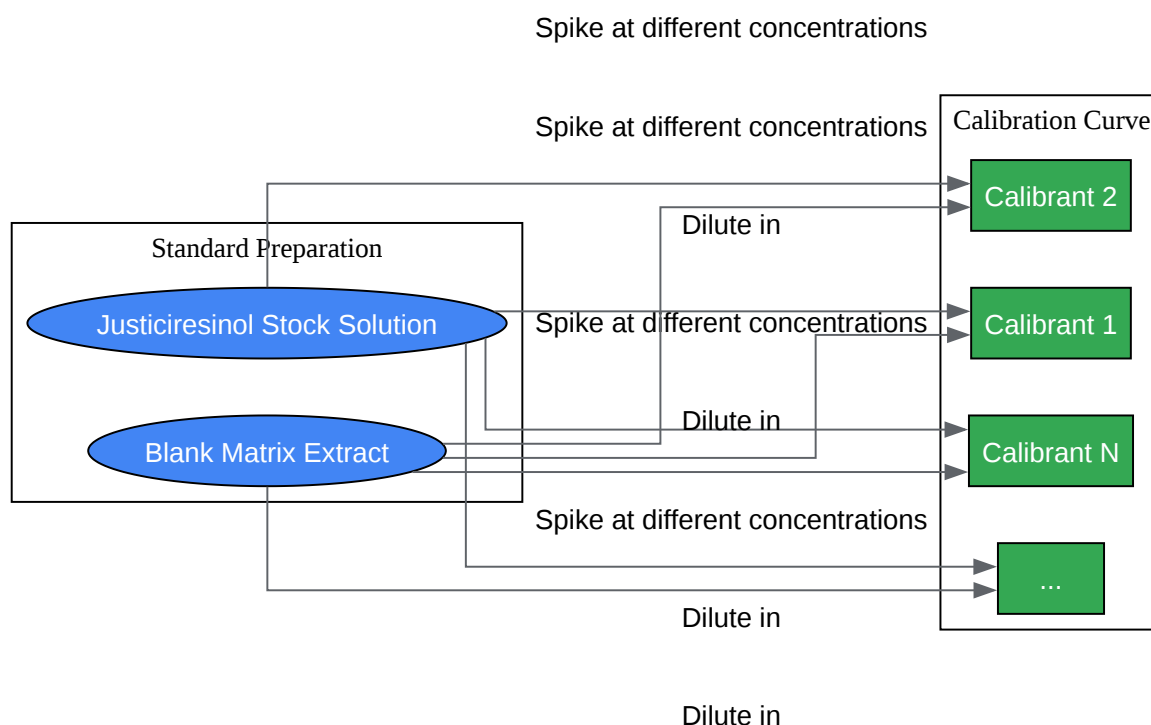 Spike at different concentrations
Spike at different concentrations
Calibration Curve
Calibrant 2
Dilute in
Standard Preparation
Justiciresinol Stock Solution
Spike at different concentrations
Calibrant 1
Dilute in
Blank Matrix Extract
Calibrant N
Spike at different concentrations
...
Dilute in
Dilute in